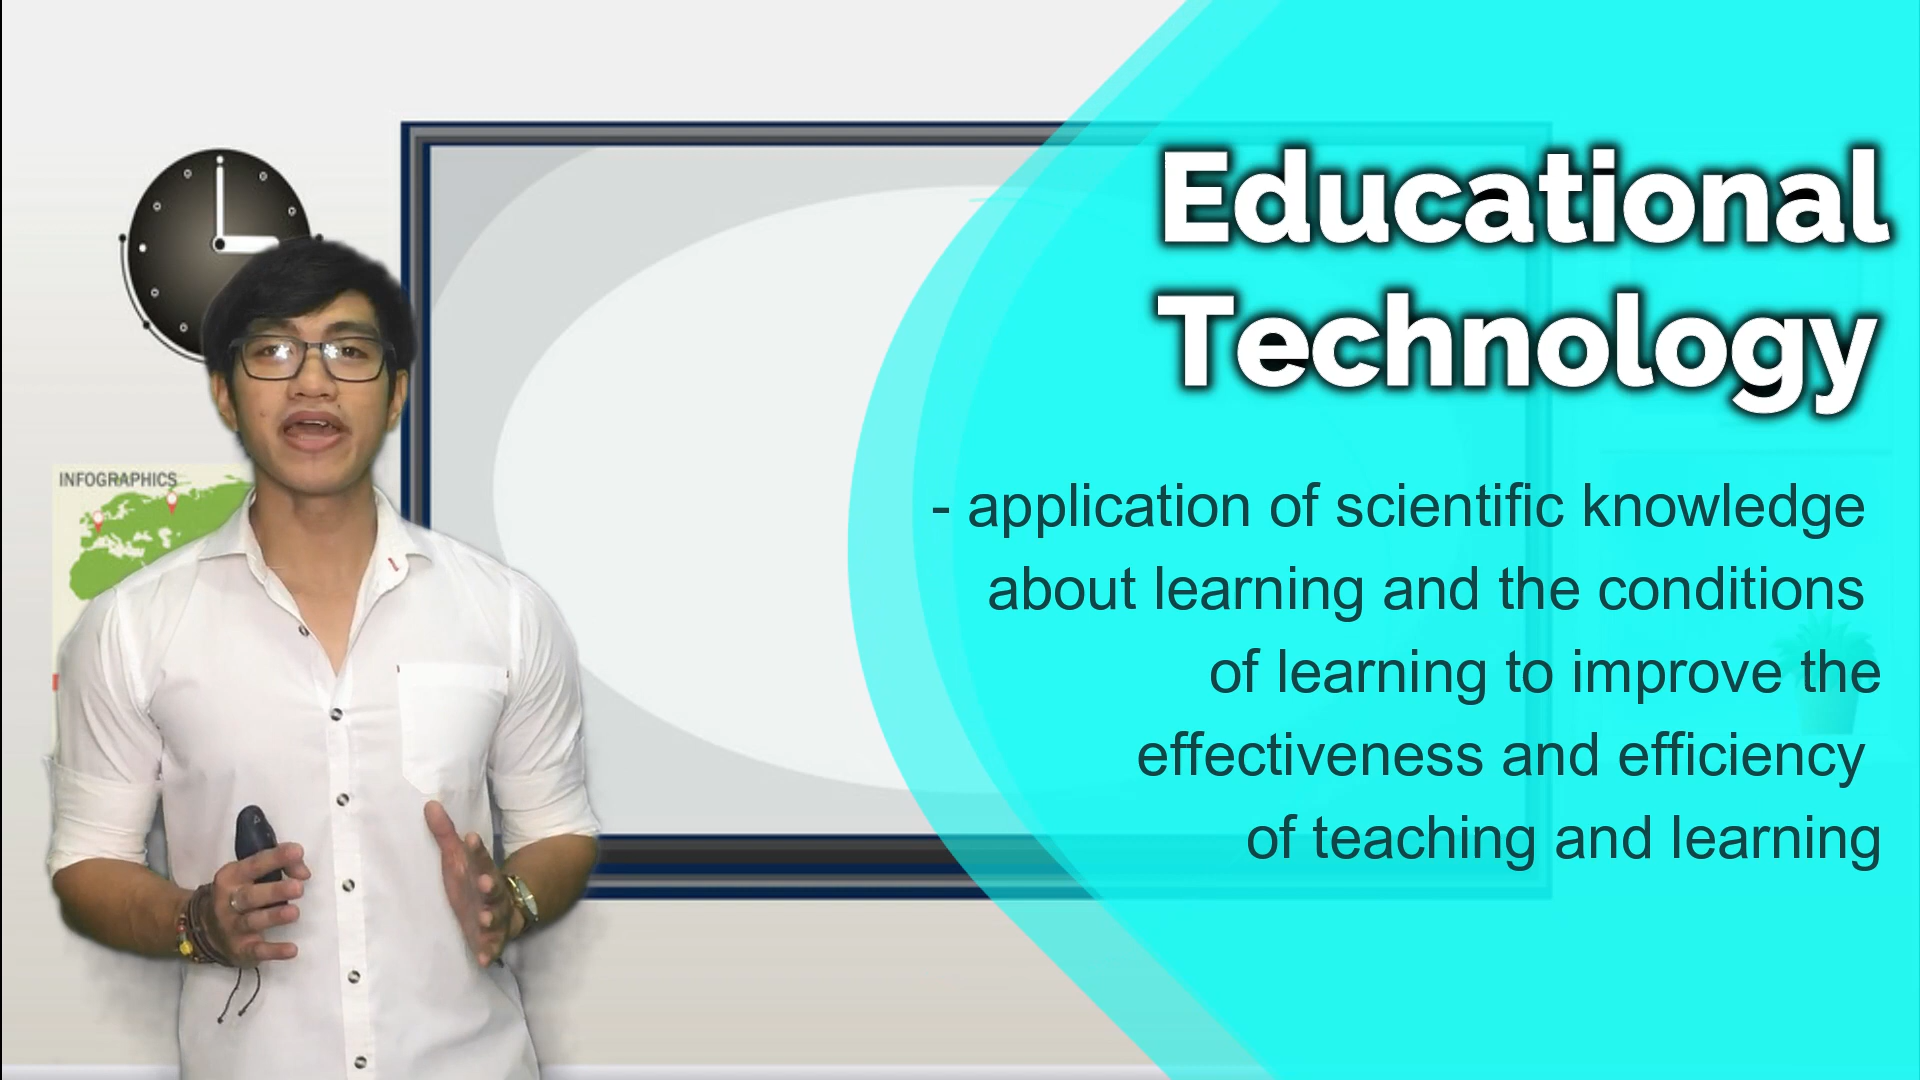 Educational
Technology
INFOGRAPHICS
- application of scientific knowledge
about learning and the conditions
of learning to improve the
effectiveness and efficiency
of teaching and learning